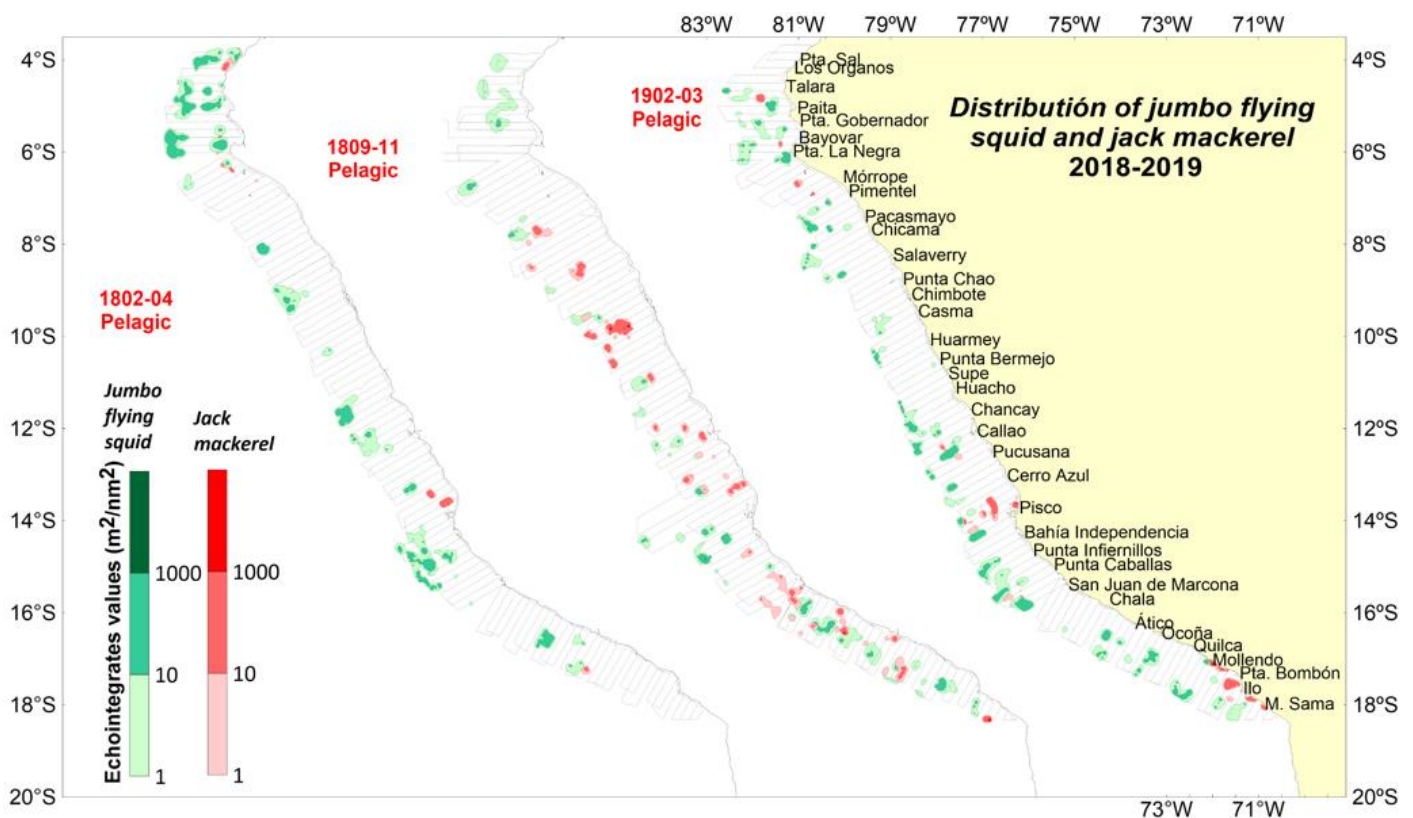 83ºW 81ºW 79ºW 77ºW 75ºW 73ºW 71ºW
4ºS
6ºS
8ºS
10ºS
12ºS
14ºS
16ºS
18ºS
20ºS
1802-04
Pelagic
1809-11
Pelagic
1902-03
Pelagic
Distributión of jumbo flying
squid and jack mackerel
2018-2019
Pta. Sal
Los Organos
Talara
Paita
Pta. Gobernador
Bayovar
Pta. La Negra
Mórrope
Pimentel
Pacasmayo
Chicama
Salaverry
Punta Chao
Chimbote
Casma
Huarmey
Punta Bermejo
Supe
Huacho
Chancay
Callao
Pucusana
Cerro Azul
Pisco
Bahía Independencia
Punta Infiernillos
Punta Caballas
San Juan de Marcona
Chala
Ático
Ocoña
Quilca
Mollendo
Pta. Bombón
Ilo
M. Sama
Jumbo
flying
squid
Jack
mackerel
Echointegrates values (m2/nm2)
1000
10
1
1000
10
1
4ºS
6ºS
8ºS
10ºS
12ºS
14ºS
16ºS
18ºS
20ºS
73ºW 71ºW